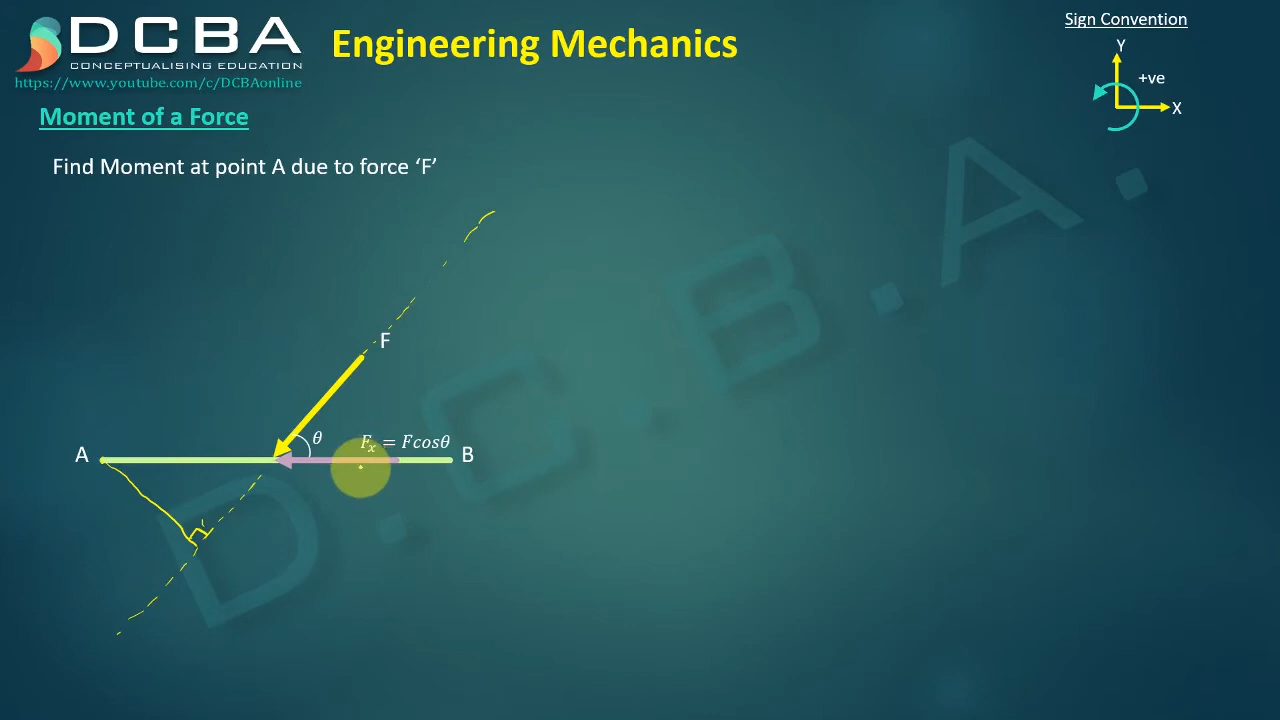 DCBA
CONCEPTUALISING EDUCATION
https://www.youtube.com/c/DCBAonline
Engineering Mechanics
Sign Convention
Y
+ve
X
Moment of a Force
Find Moment at point A due to force ‘F’
F
θ
F_x = Fcosθ
A
B
D.C.B.A.